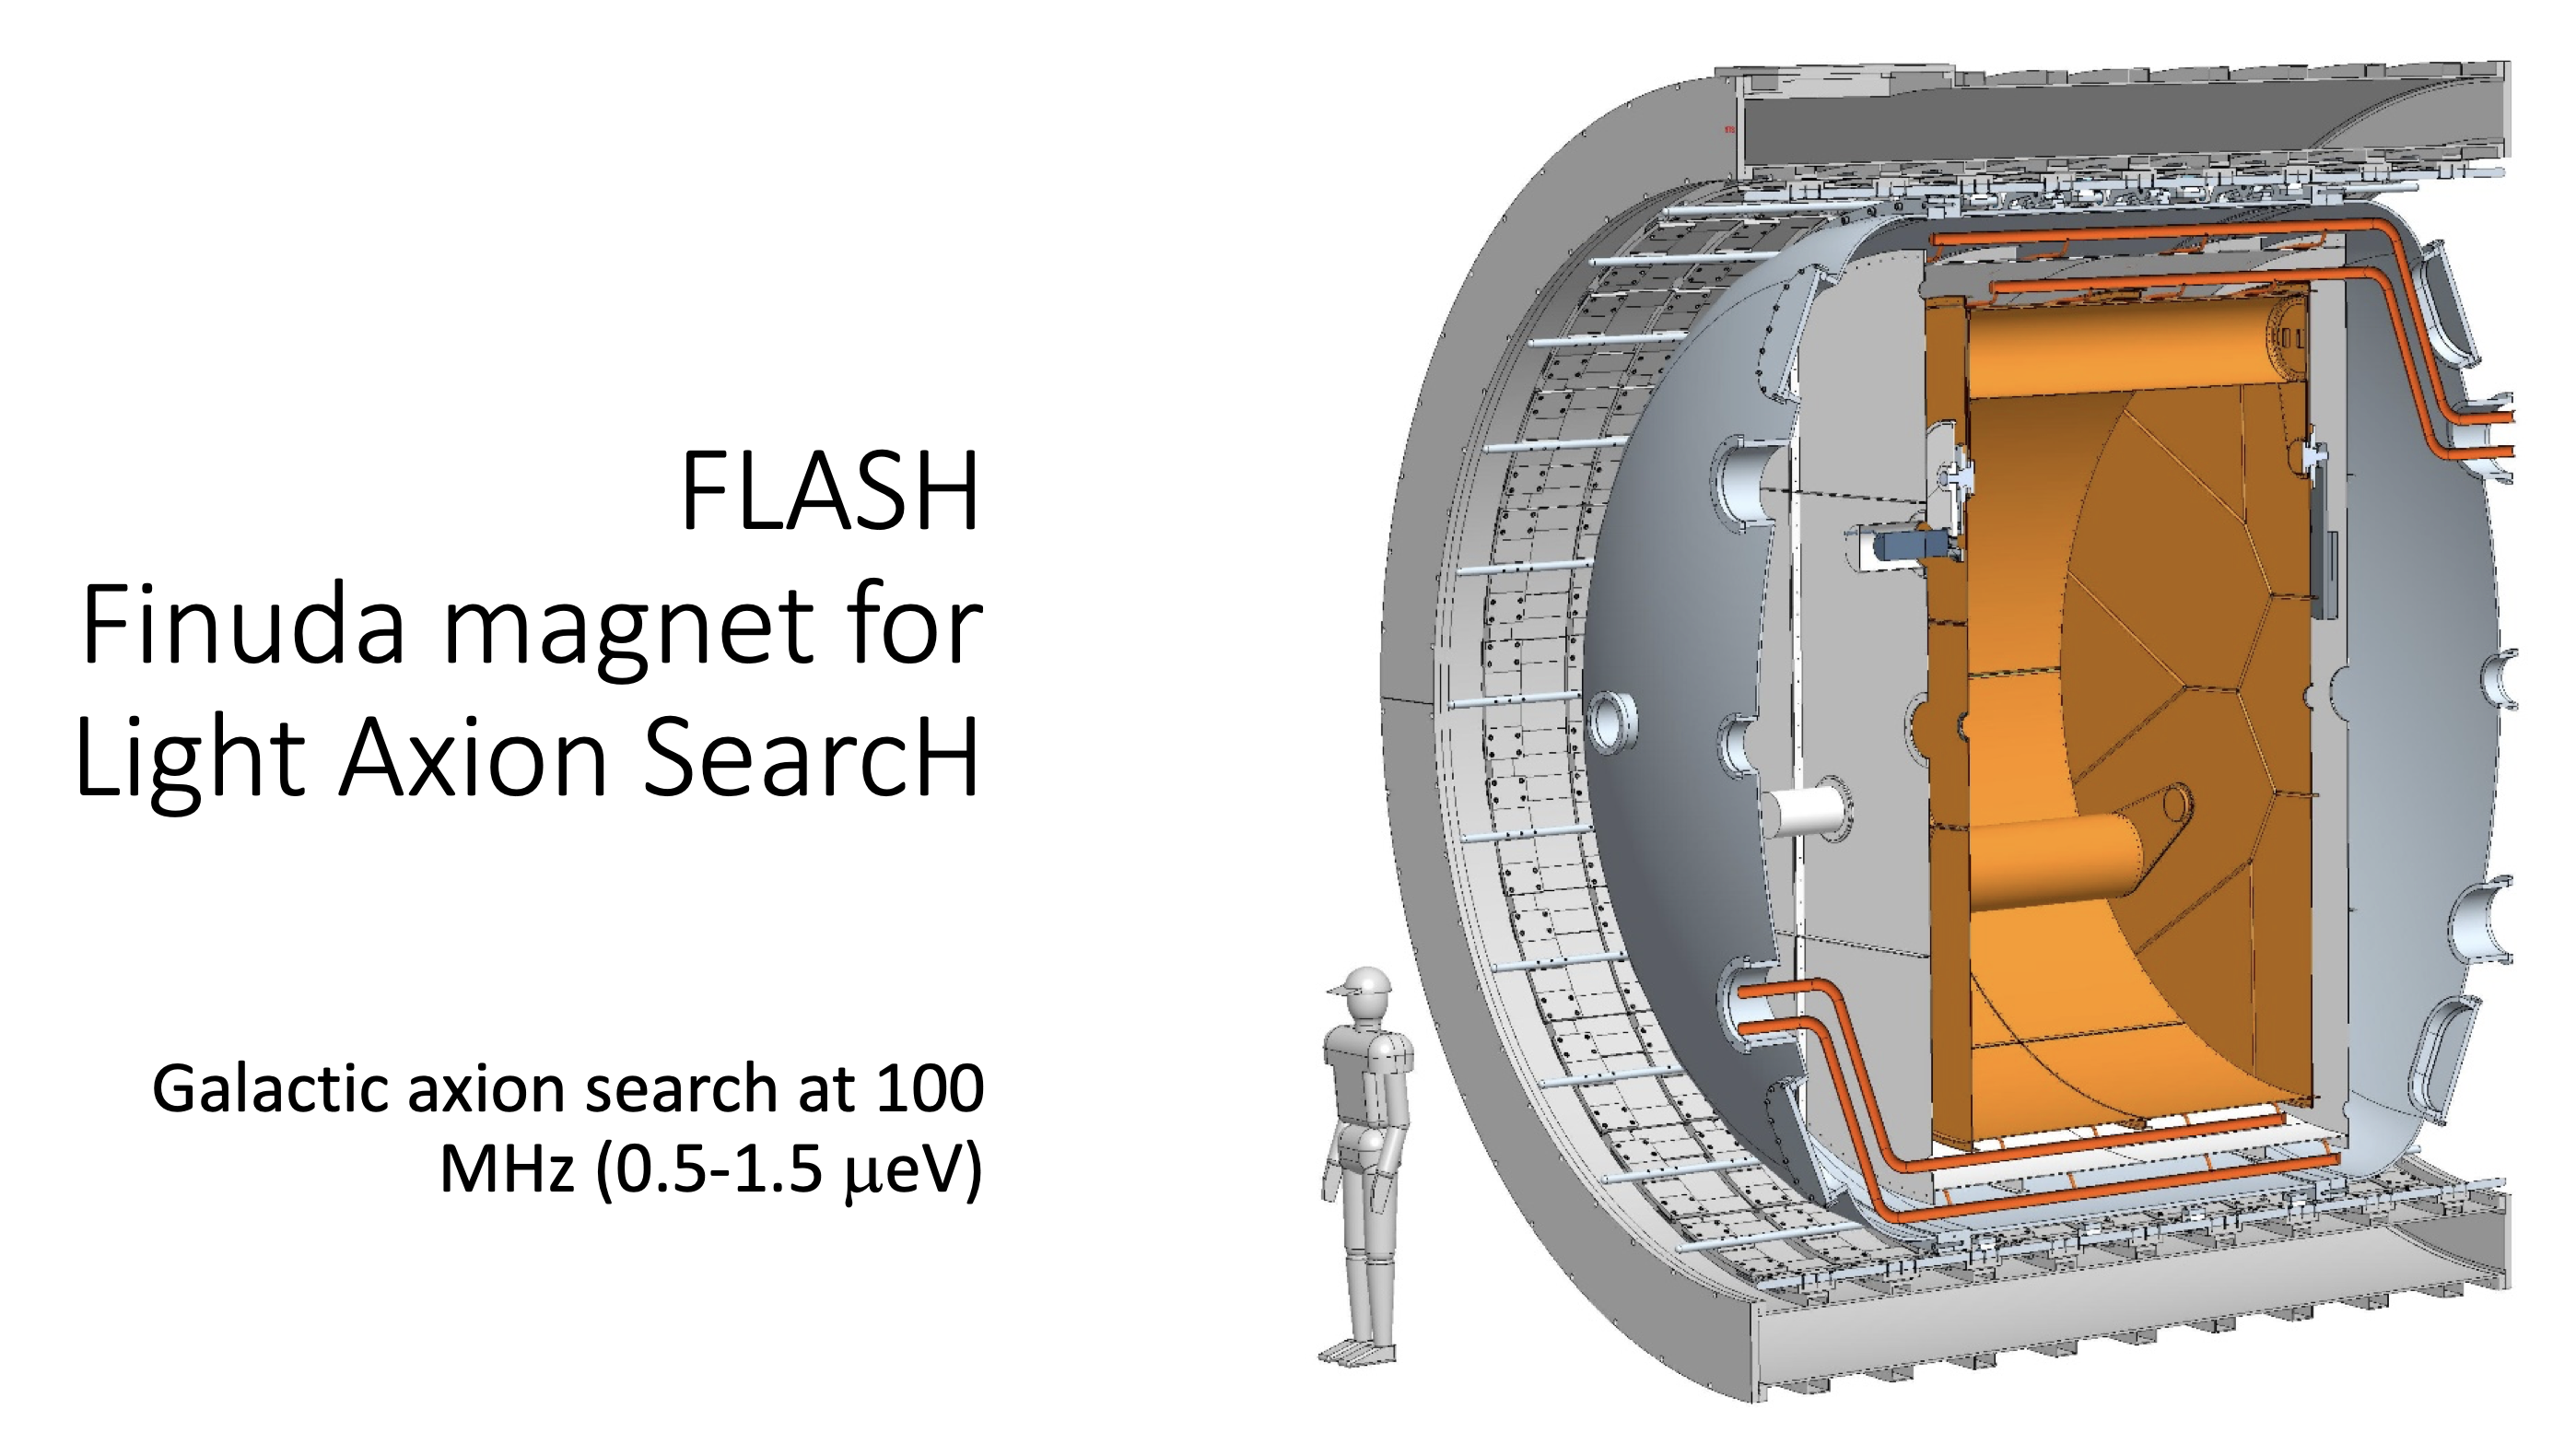 FLASH
Finuda magnet for
Light Axion SearcH
Galactic axion search at 100
MHz (0.5-1.5 μeV)